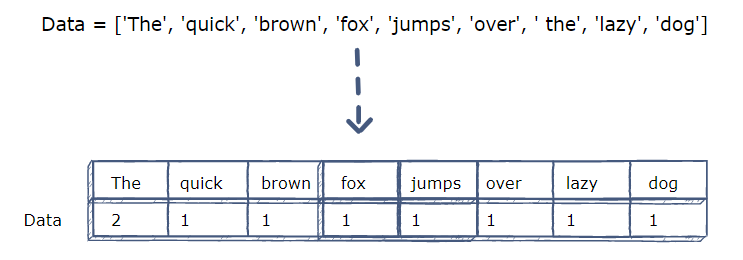 Data = ['The', 'quick', 'brown', 'fox', 'jumps', 'over', ' the', 'lazy', 'dog']
The quick brown fox jumps over lazy dog
Data 2 1 1 1 1 1 1 1